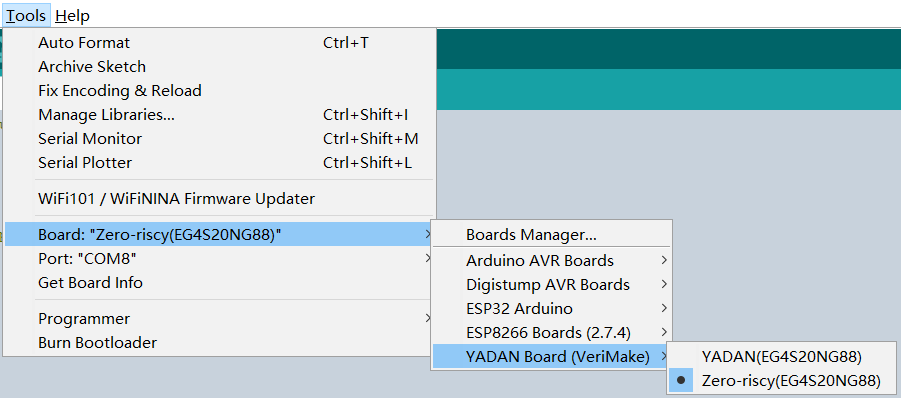 Tools Help
Auto Format Ctrl+T
Archive Sketch
Fix Encoding & Reload
Manage Libraries... Ctrl+Shift+I
Serial Monitor Ctrl+Shift+M
Serial Plotter Ctrl+Shift+L
WiFi101 / WiFiNINA Firmware Updater
Board: "Zero-riscy(EG4S20NG88)"
Port: "COM8"
Get Board Info
Programmer
Burn Bootloader
Boards Manager...
Arduino AVR Boards
Digistump AVR Boards
ESP32 Arduino
ESP8266 Boards (2.7.4)
YADAN Board (VeriMake)
YADAN(EG4S20NG88)
Zero-riscy(EG4S20NG88)